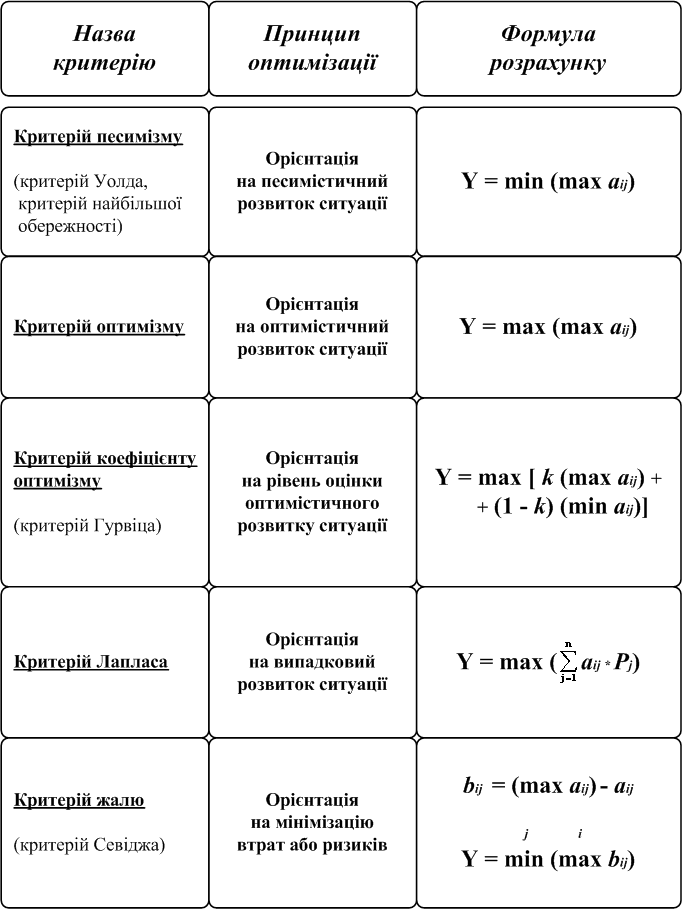 Назва
критерію
Принцип
оптимізації
Формула
розрахунку
Критерій песимізму
(критерій Уолда,
критерій найбільшої
обережності)
Орієнтація
на песимістичний
розвиток ситуації
Y = min (max aij)
Критерій оптимізму
Орієнтація
на оптимістичний
розвиток ситуації
Y = max (max aij)
Критерій коефіцієнту
оптимізму
(критерій Гурвіца)
Орієнтація
на рівень оцінки
оптимістичного
розвитку ситуації
Y = max [ k (max aij) +
+ (1 - k) (min aij)]
Критерій Лапласа
Орієнтація
на випадковий
розвиток ситуації
n
Y = max (∑ aij * Pj)
j=1
Критерій жалю
(критерій Севіджа)
Орієнтація
на мінімізацію
втрат або ризиків
bij = (max aij) - aij
j i
Y = min (max bij)